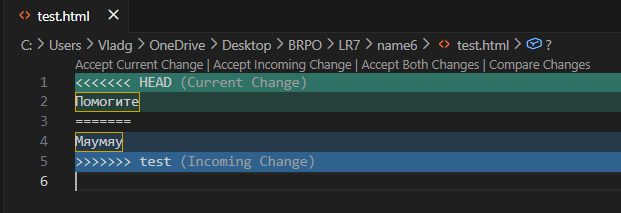 test.html
C: > Users > Vladg > OneDrive > Desktop > BRPO > LR7 > name6 > test.html > ?
Accept Current Change | Accept Incoming Change | Accept Both Changes | Compare Changes
1 <<<<<<< HEAD (Current Change)
2 Помогите
3 =======
4 Мяумяу
5 >>>>>>> test (Incoming Change)
6